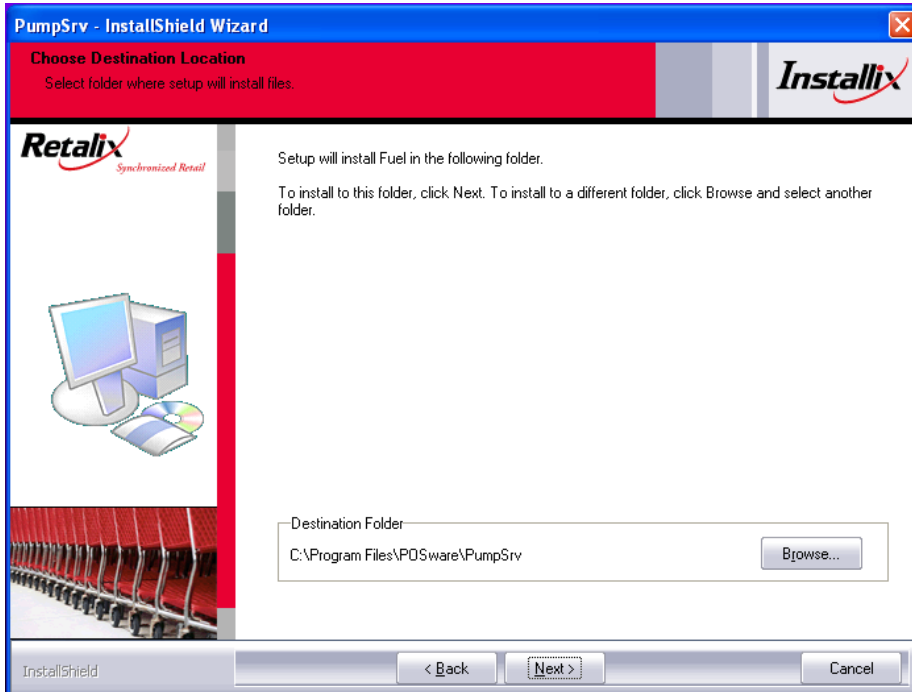 PumpSrv - InstallShield Wizard
Choose Destination Location
Select folder where setup will install files.
Installix
Retalix
Synchronized Retail
Setup will install Fuel in the following folder.
To install to this folder, click Next. To install to a different folder, click Browse and select another
folder.
Destination Folder
C:\Program Files\POSware\PumpSrv
Browse...
InstallShield
< Back
Next >
Cancel